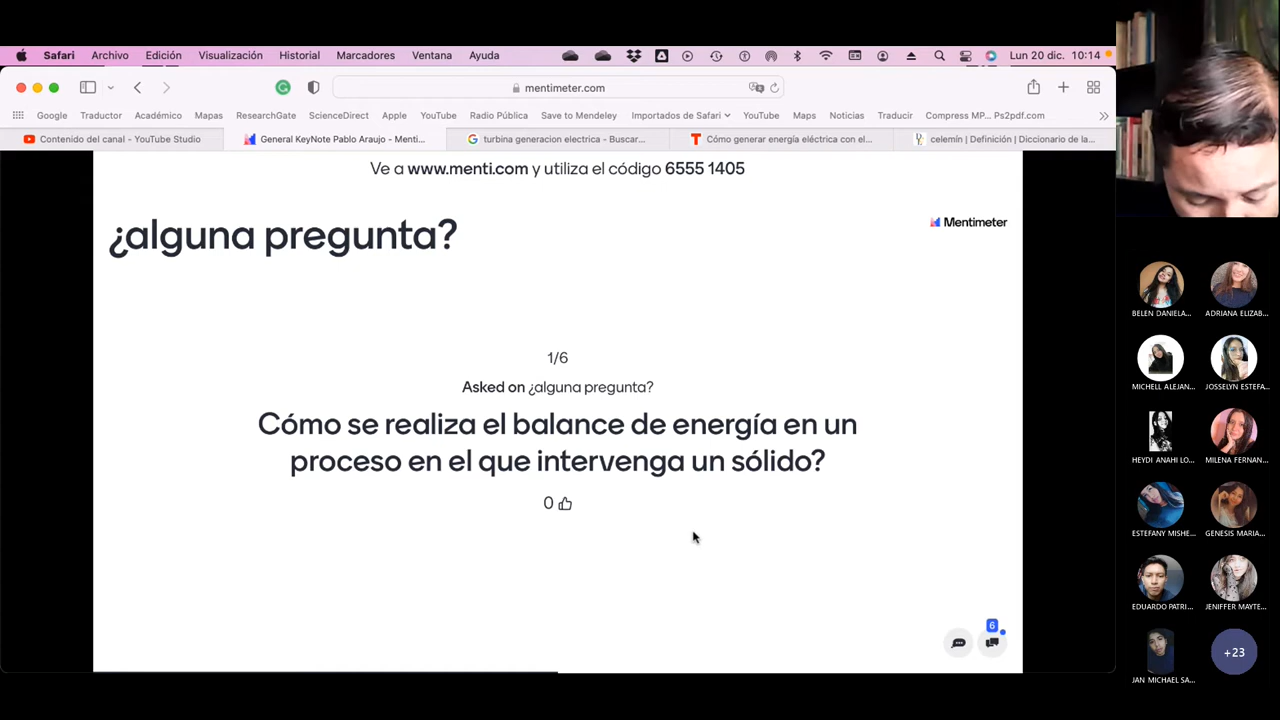 Safari Archivo Edición Visualización Historial Marcadores Ventana Ayuda Lun 20 dic. 10:14
mentimeter.com
Google Traductor Académico Mapas ResearchGate ScienceDirect Apple YouTube Radio Pública Save to Mendeley Importados de Safari YouTube Maps Noticias Traducir Compress MP... Ps2pdf.com
Contenido del canal - YouTube Studio
General KeyNote Pablo Araujo - Menti...
turbina generacion electrica - Buscar...
Cómo generar energía eléctrica con el...
celemín | Definición | Diccionario de la...
Ve a www.menti.com y utiliza el código 6555 1405
¿alguna pregunta?
Mentimeter
1/6
Asked on ¿alguna pregunta?
Cómo se realiza el balance de energía en un
proceso en el que intervenga un sólido?
0
6
BELEN DANIELA... ADRIANA ELIZAB...
MICHELL ALEJAN... JOSSELYN ESTEFA...
HEYDI ANAHI LO... MILENA FERNAN...
ESTEFANY MISHE... GENESIS MARIA...
EDUARDO PATRI... JENIFFER MAYTE...
JAN MICHAEL SA... +23